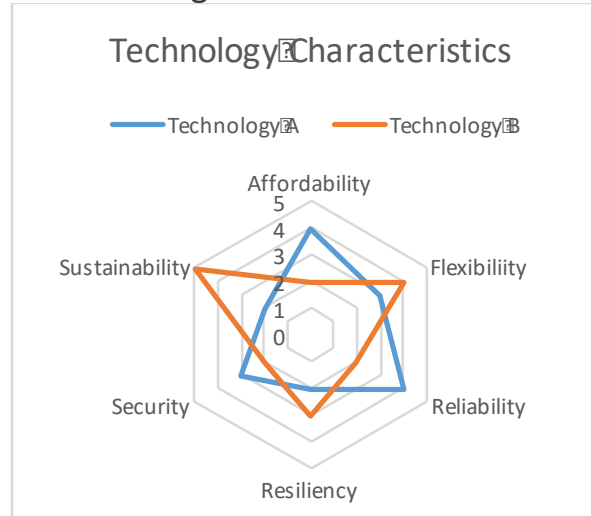 Technology⍰Characteristics
Technology⍰A Technology⍰B
Affordability
5
4
Sustainability Flexibiliity
3
2
1
0
Security Reliability
Resiliency